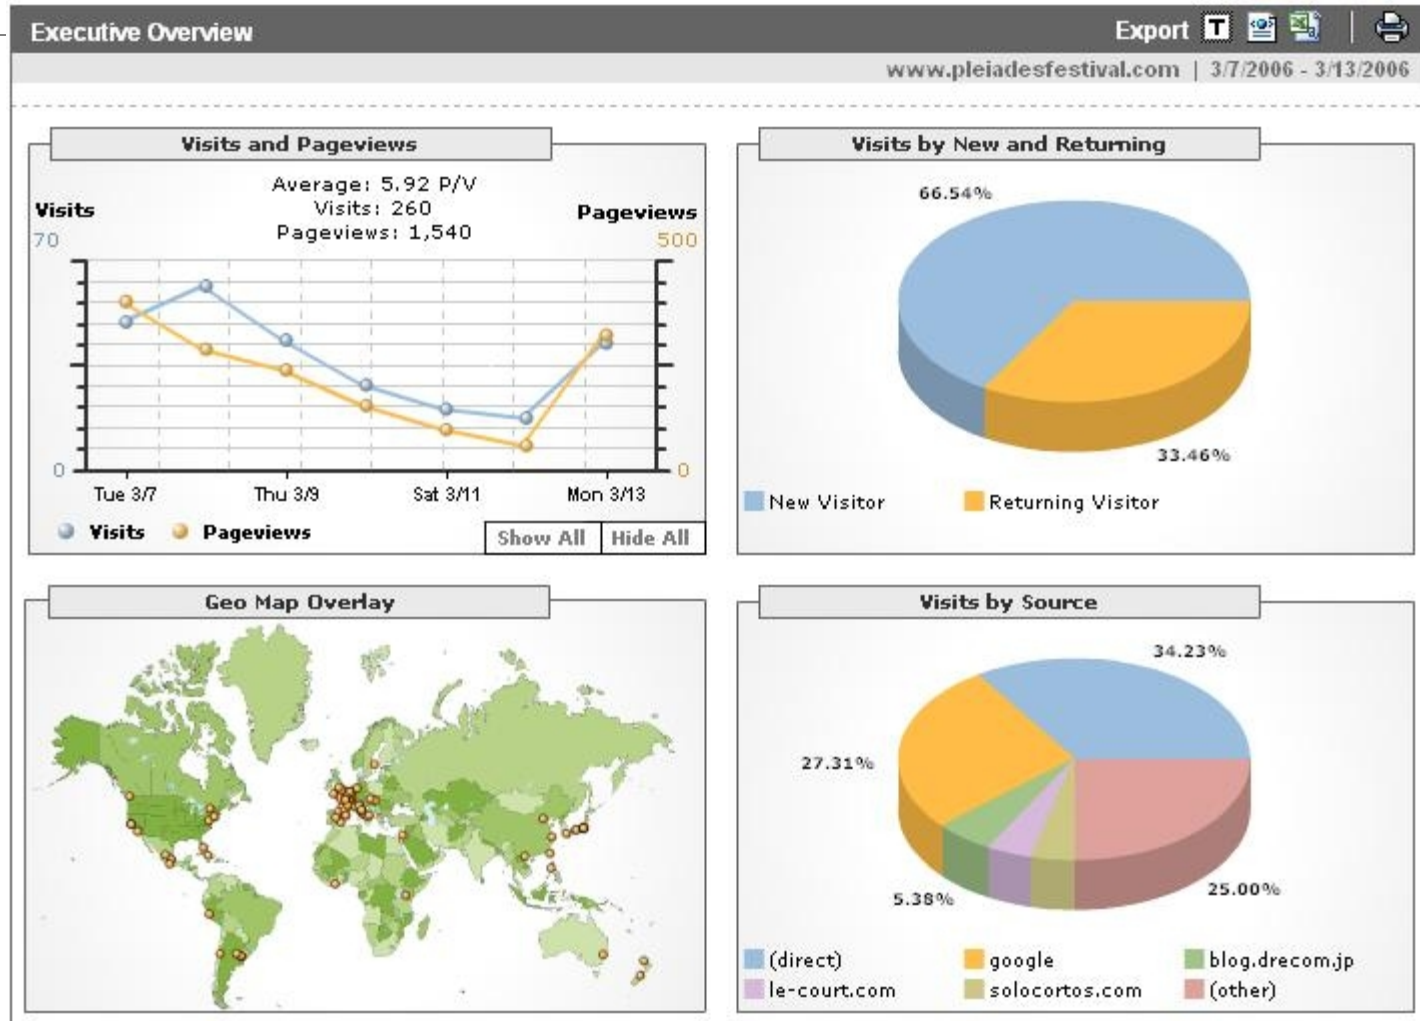 Executive Overview
Export T
www.pleiadesfestival.com | 3/7/2006 - 3/13/2006
Visits and Pageviews
Average: 5.92 P/V
Visits: 260
Pageviews: 1,540
Visits
70
Pageviews
500
0
0
Tue 3/7 Thu 3/9 Sat 3/11 Mon 3/13
Visits Pageviews
Show All Hide All
Visits by New and Returning
66.54%
33.46%
New Visitor Returning Visitor
Geo Map Overlay
Visits by Source
34.23%
27.31%
5.38%
25.00%
(direct) google blog.drecom.jp
le-court.com solocortos.com (other)